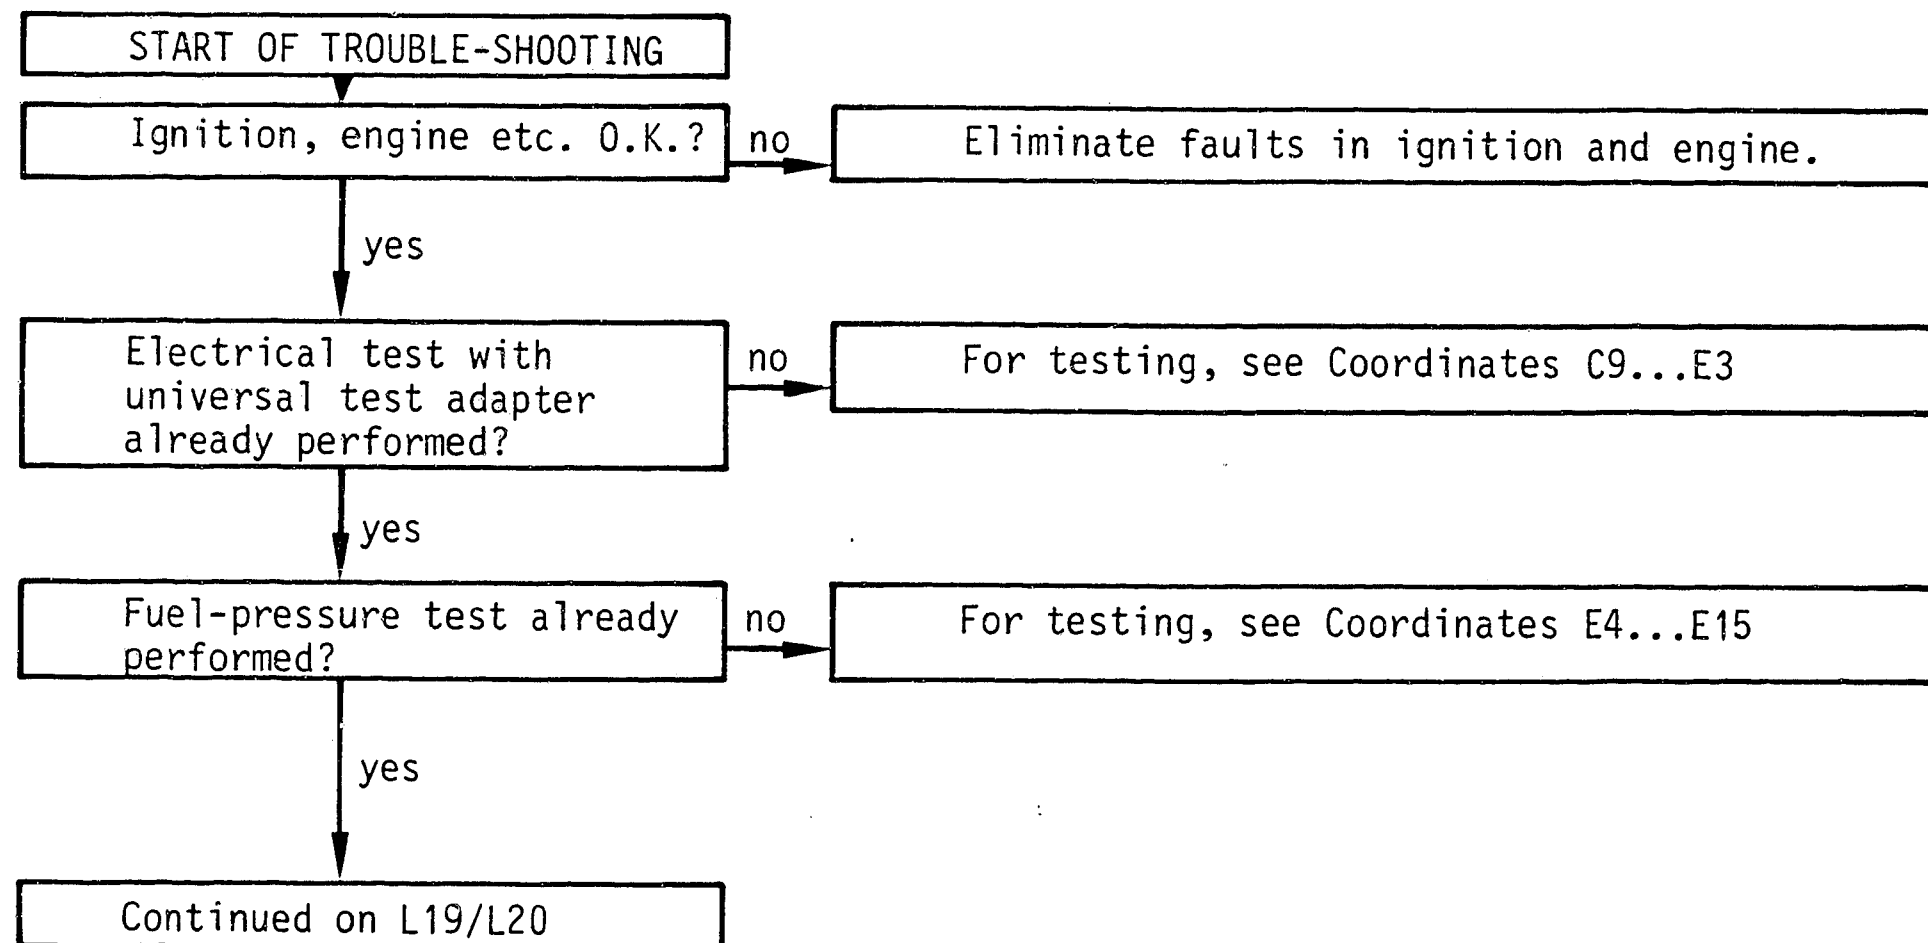 START OF TROUBLE-SHOOTING
Ignition, engine etc. O.K.?
no
Eliminate faults in ignition and engine.
yes
Electrical test with
universal test adapter
already performed?
no
For testing, see Coordinates C9...E3
yes
Fuel-pressure test already
performed?
no
For testing, see Coordinates E4...E15
yes
Continued on L19/L20